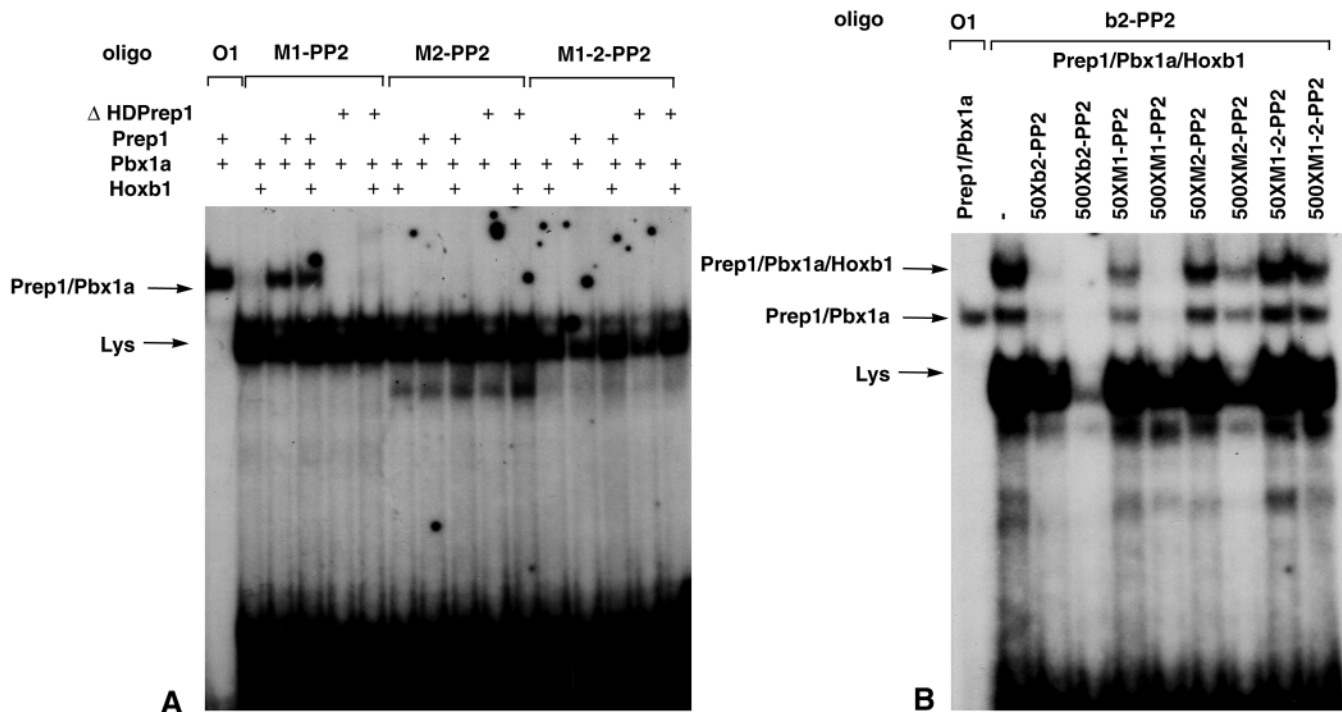 oligo O1 M1-PP2 M2-PP2 M1-2-PP2
Δ HDPrep1 + + + + + +
Prep1 + + + + + + +
Pbx1a + + + + + + + + + + + + +
Hoxb1 + + + + + + + + +
Prep1/Pbx1a
Lys
A
oligo O1 b2-PP2
Prep1/Pbx1a/Hoxb1
Prep1/Pbx1a
-
50Xb2-PP2
500Xb2-PP2
50XM1-PP2
500XM1-PP2
50XM2-PP2
500XM2-PP2
50XM1-2-PP2
500XM1-2-PP2
Prep1/Pbx1a/Hoxb1
Prep1/Pbx1a
Lys
B